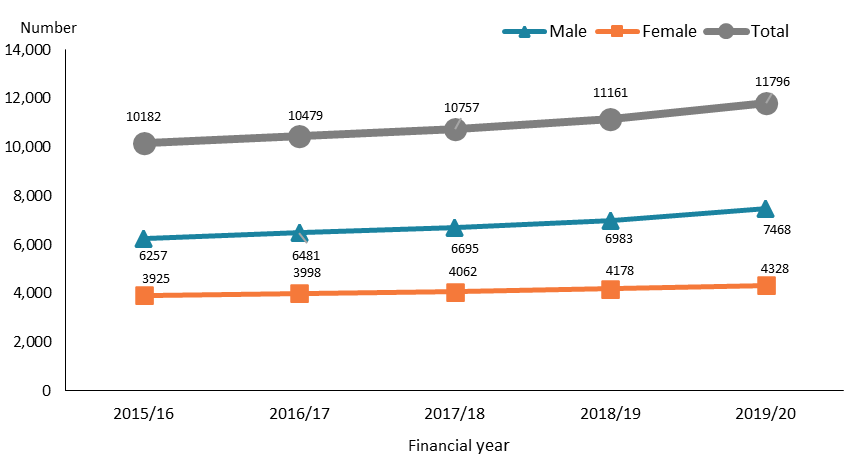 Number
Male Female Total
14,000
12,000
10,000
8,000
6,000
4,000
2,000
0
10182 10479 10757 11161 11796
6257 6481 6695 6983 7468
3925 3998 4062 4178 4328
2015/16 2016/17 2017/18 2018/19 2019/20
Financial year